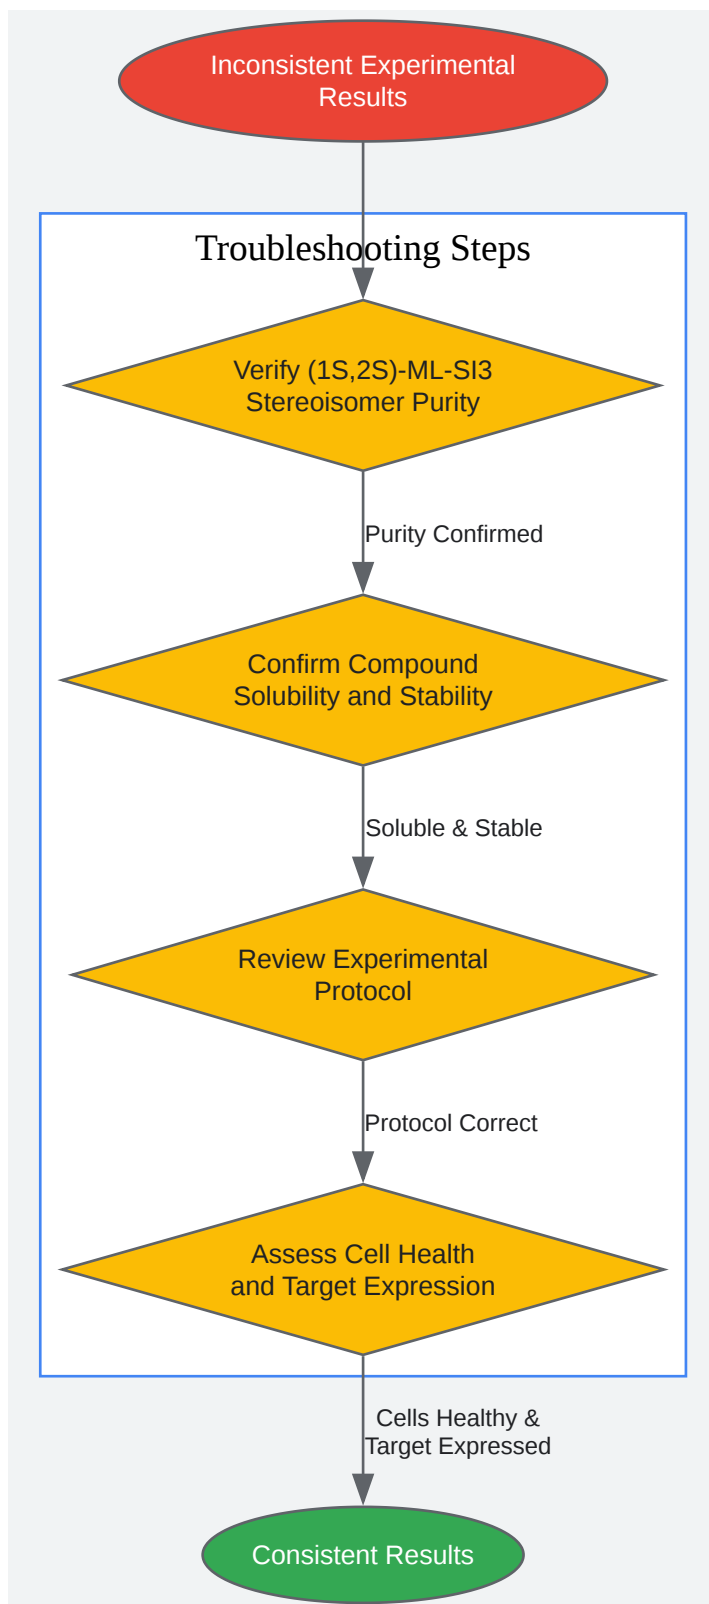 Inconsistent Experimental
Results
Troubleshooting Steps
Verify (1S,2S)-ML-SI3
Stereoisomer Purity
Purity Confirmed
Confirm Compound
Solubility and Stability
Soluble & Stable
Review Experimental
Protocol
Protocol Correct
Assess Cell Health
and Target Expression
Cells Healthy &
Target Expressed
Consistent Results